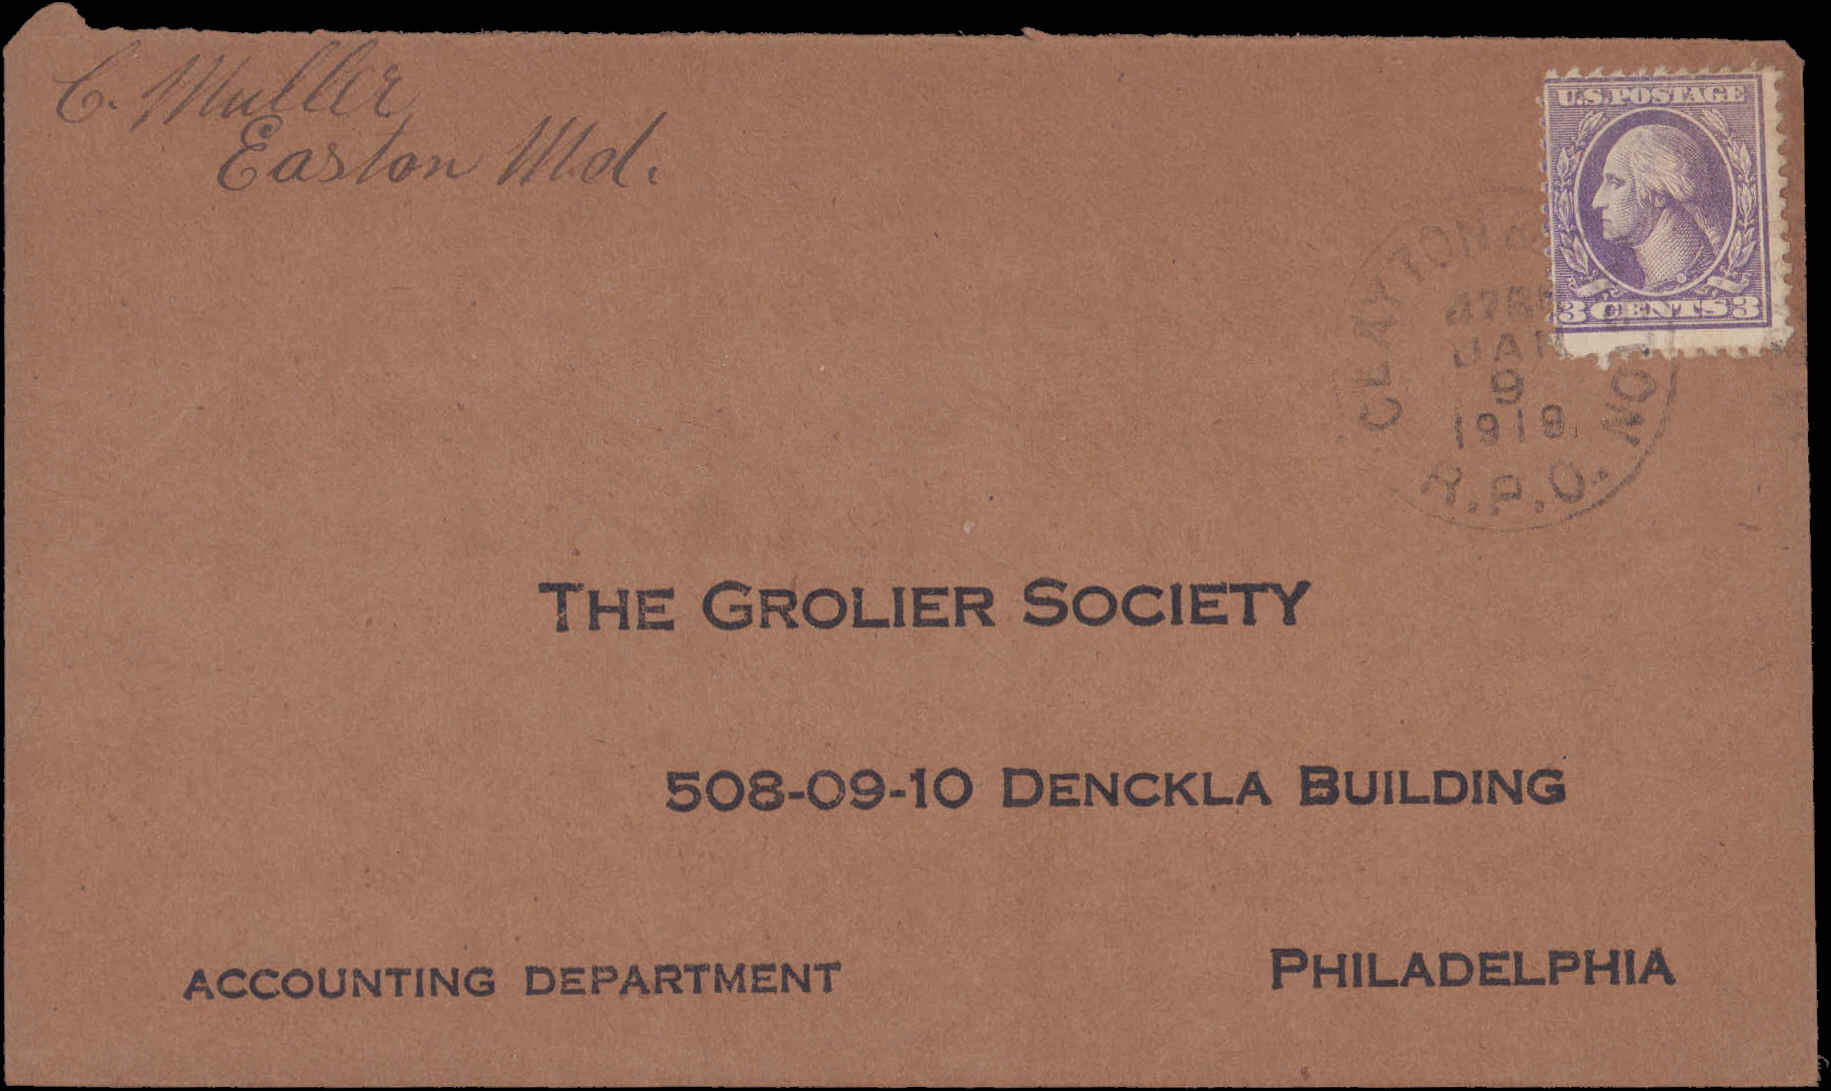 C. Muller
Easton Md.
U.S. POSTAGE
3 CENTS 3
CLAYTON
JAN
9
1919
R.P.O.
THE GROLIER SOCIETY
508-09-10 DENCKLA BUILDING
ACCOUNTING DEPARTMENT PHILADELPHIA